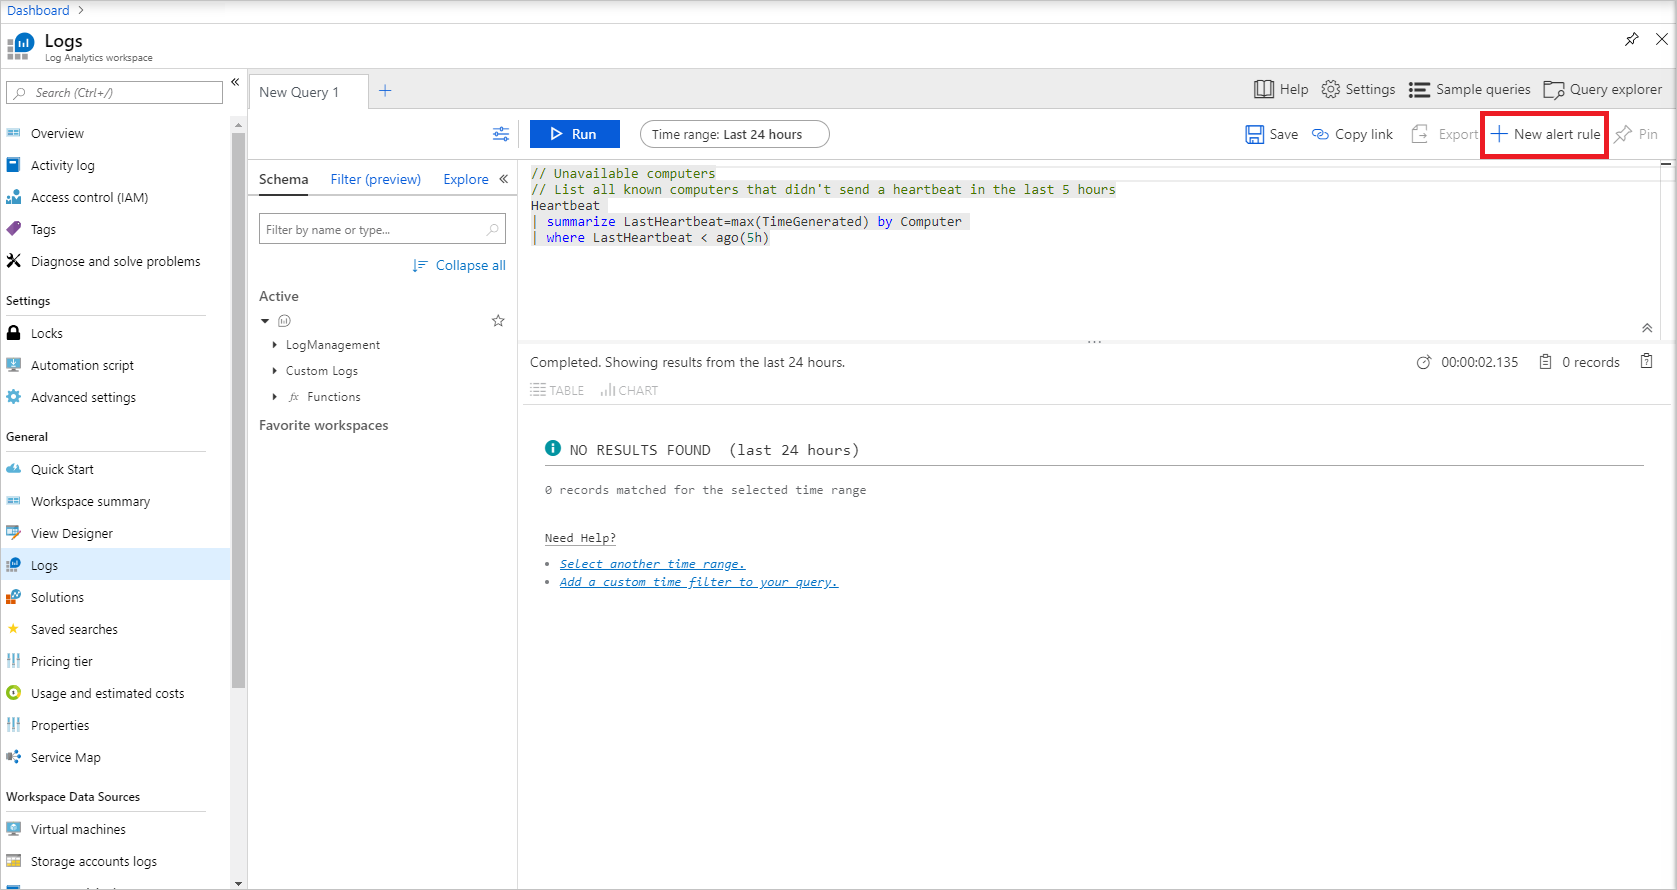 Dashboard >
Logs
Log Analytics workspace
Search (Ctrl+/)
«
Overview
Activity log
Access control (IAM)
Tags
Diagnose and solve problems
Settings
Locks
Automation script
Advanced settings
General
Quick Start
Workspace summary
View Designer
Logs
Solutions
Saved searches
Pricing tier
Usage and estimated costs
Properties
Service Map
Workspace Data Sources
Virtual machines
Storage accounts logs
New Query 1 +
Help Settings Sample queries Query explorer
Run Time range: Last 24 hours
Save Copy link Export + New alert rule Pin
Schema Filter (preview) Explore «
Filter by name or type...
Collapse all
Active
LogManagement
Custom Logs
fx Functions
Favorite workspaces
// Unavailable computers
// List all known computers that didn't send a heartbeat in the last 5 hours
Heartbeat
| summarize LastHeartbeat=max(TimeGenerated) by Computer
| where LastHeartbeat < ago(5h)
...
Completed. Showing results from the last 24 hours. 00:00:02.135 0 records
TABLE CHART
NO RESULTS FOUND (last 24 hours)
0 records matched for the selected time range
Need Help?
• Select another time range.
• Add a custom time filter to your query.